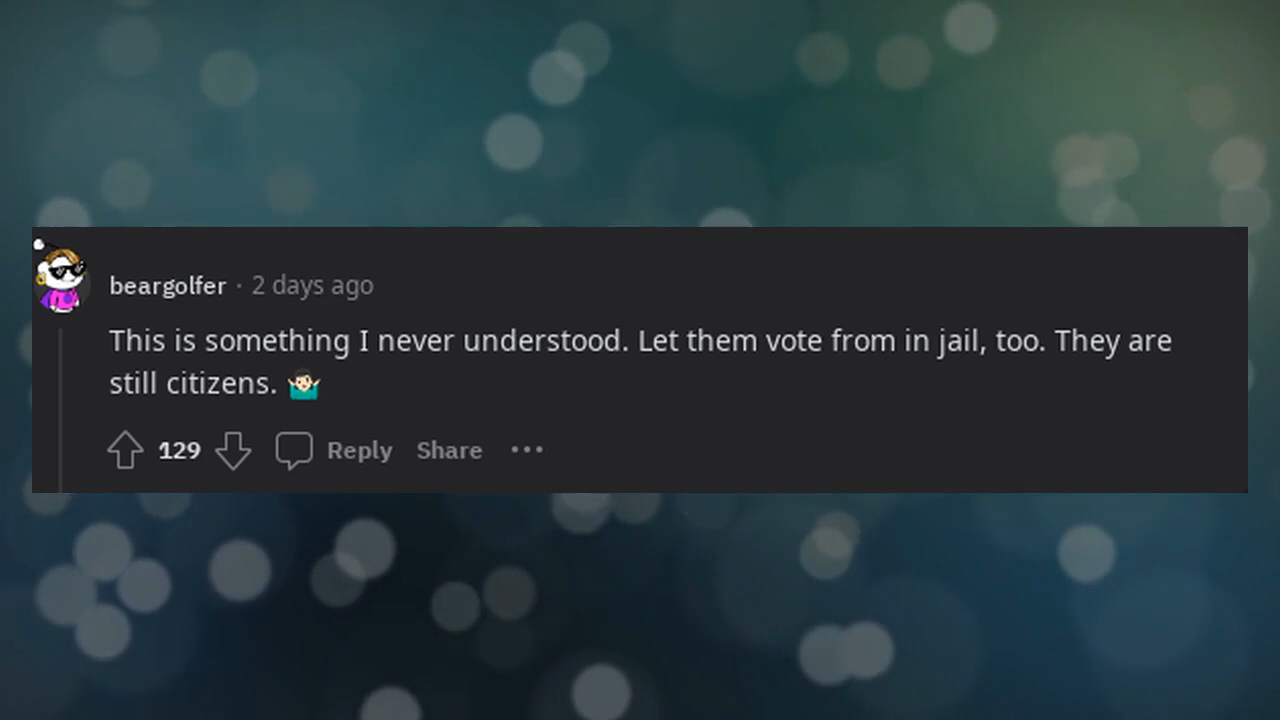 beargolfer · 2 days ago
This is something I never understood. Let them vote from in jail, too. They are
still citizens. 🤷🏻‍♂️
129 Reply Share •••